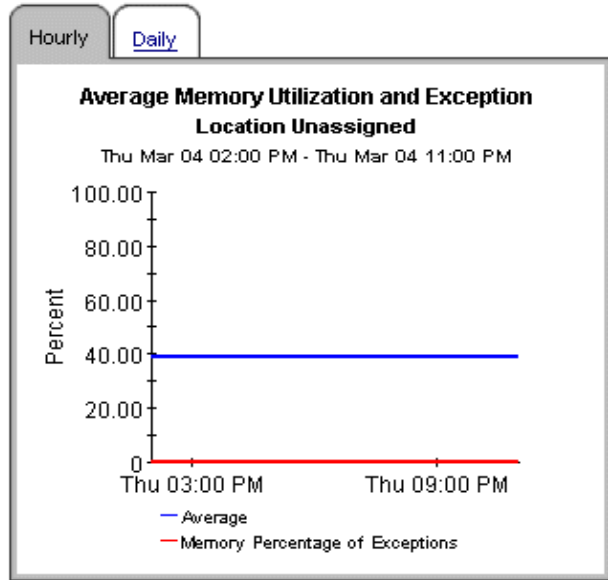 Hourly
Daily
Average Memory Utilization and Exception
Location Unassigned
Thu Mar 04 02:00 PM - Thu Mar 04 11:00 PM
100.00
80.00
60.00
40.00
20.00
0
Percent
Thu 03:00 PM
Thu 09:00 PM
Average
Memory Percentage of Exceptions